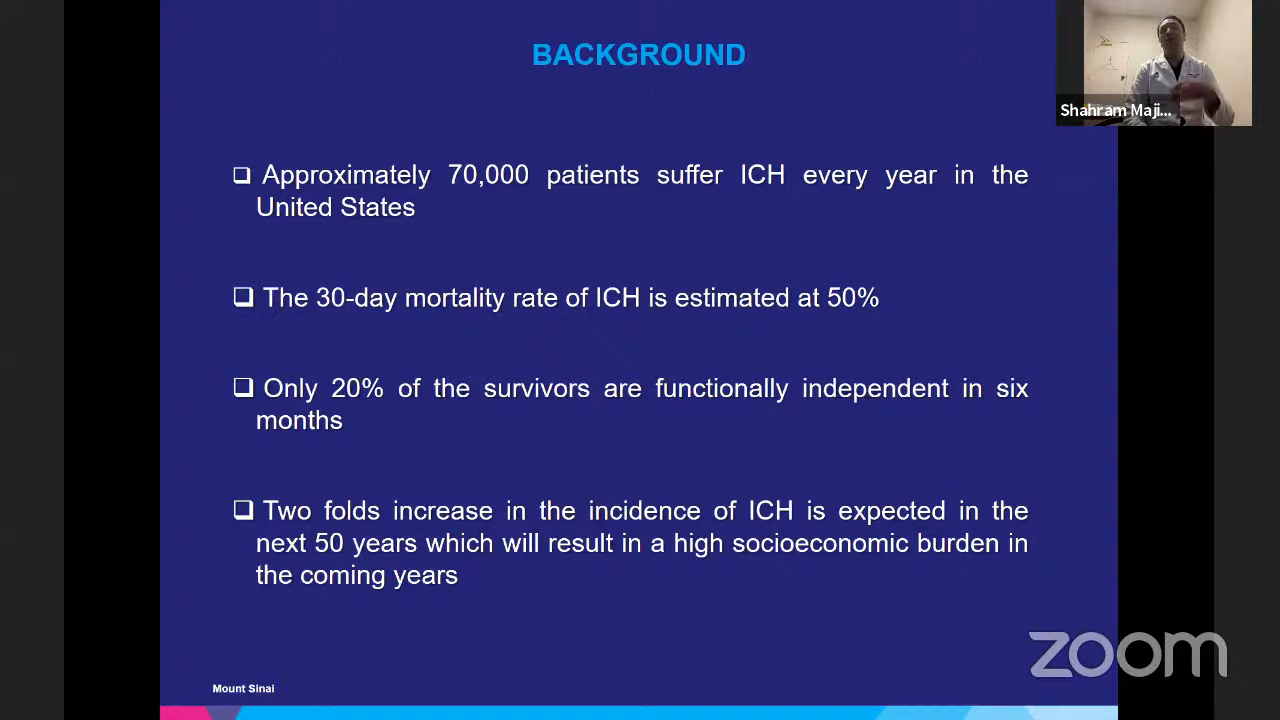 BACKGROUND
Shahram Maji...
Approximately 70,000 patients suffer ICH every year in the
United States
The 30-day mortality rate of ICH is estimated at 50%
Only 20% of the survivors are functionally independent in six
months
Two folds increase in the incidence of ICH is expected in the
next 50 years which will result in a high socioeconomic burden in
the coming years
zoom
Mount Sinai